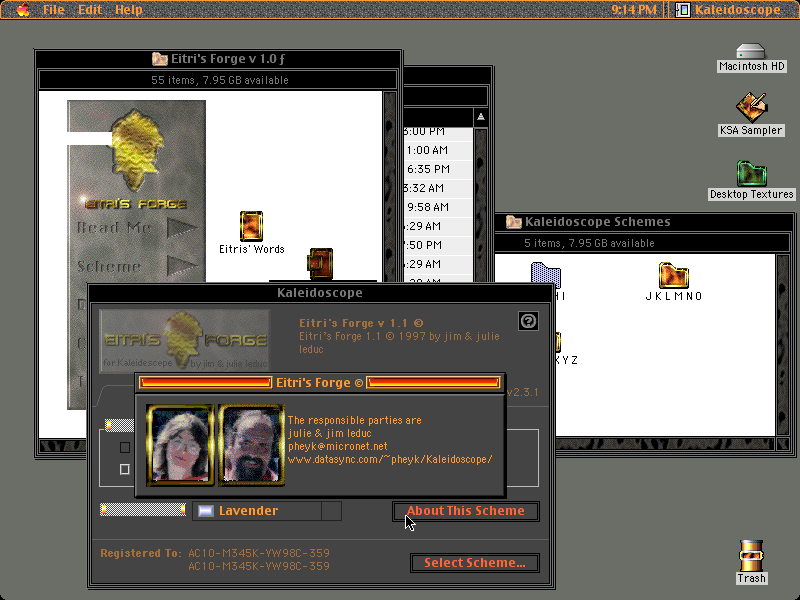 File Edit Help
9:14 PM
Kaleidoscope
Macintosh HD
KSA Sampler
Desktop Textures
Trash
Eitri's Forge v 1.0 ƒ
55 items, 7.95 GB available
EITRI'S FORGE
Read Me
Scheme
Eitris' Words
3:00 PM
1:00 AM
6:35 PM
3:32 AM
9:58 AM
:29 AM
:50 PM
:29 AM
:29 AM
Kaleidoscope Schemes
5 items, 7.95 GB available
H I
J K L M N O
X Y Z
Kaleidoscope
EITRI'S FORGE
for Kaleidescope by jim & julie leduc
Eitri's Forge v 1.1 ©
Eitri's Forge 1.1 © 1997 by jim & julie
leduc
v2.3.1
Eitri's Forge ©
The responsible parties are
julie & jim leduc
pheyk@micronet.net
www.datasync.com/~pheyk/Kaleidoscope/
Lavender
About This Scheme
Registered To: AC10-M345K-YW98C-359
AC10-M345K-YW98C-359
Select Scheme...